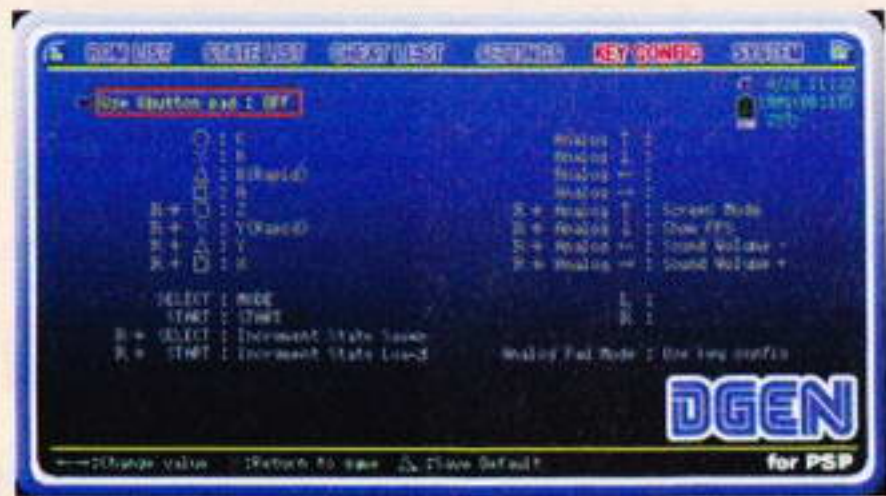 ROM LIST STATE LIST CHEAT LIST SETTINGS KEY CONFIG SYSTEM
Use 6button pad : OFF
○ : C
X : B
△ : B(Rapid)
□ : A
R + ○ : Z
R + X : Y(Rapid)
R + △ : Y
R + □ : X
SELECT : MODE
START : START
R + SELECT : Increment State Save
R + START : Increment State Load
Analog ↑ :
Analog ↓ :
Analog ← :
Analog → :
R + Analog ↑ : Screen Mode
R + Analog ↓ : Show FPS
R + Analog ← : Sound Volume -
R + Analog → : Sound Volume +
L :
R :
Analog Pad Mode : Use key config
DGEN
for PSP
←→:Change value :Return to game △ :Save Default